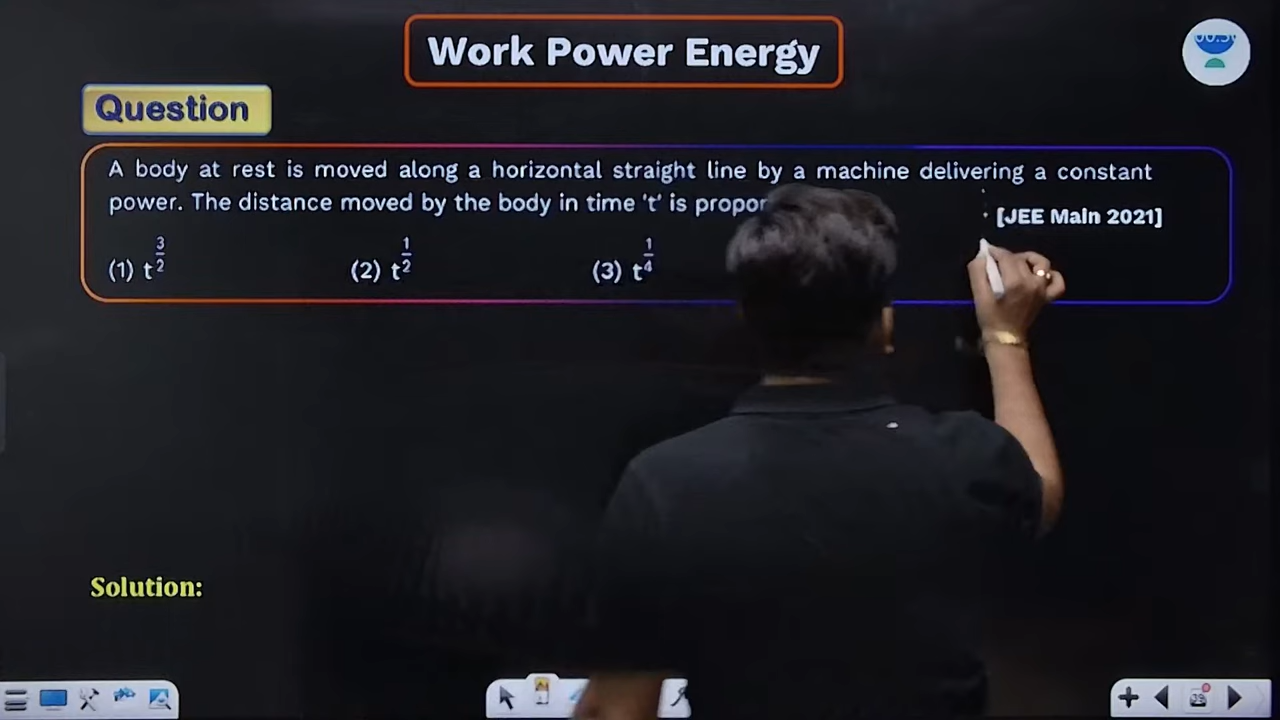 Work Power Energy
Question
A body at rest is moved along a horizontal straight line by a machine delivering a constant
power. The distance moved by the body in time 't' is
[JEE Main 2021]
(1) t^{3/2} (2) t^{1/2} (3) t^{1/4}
Solution: